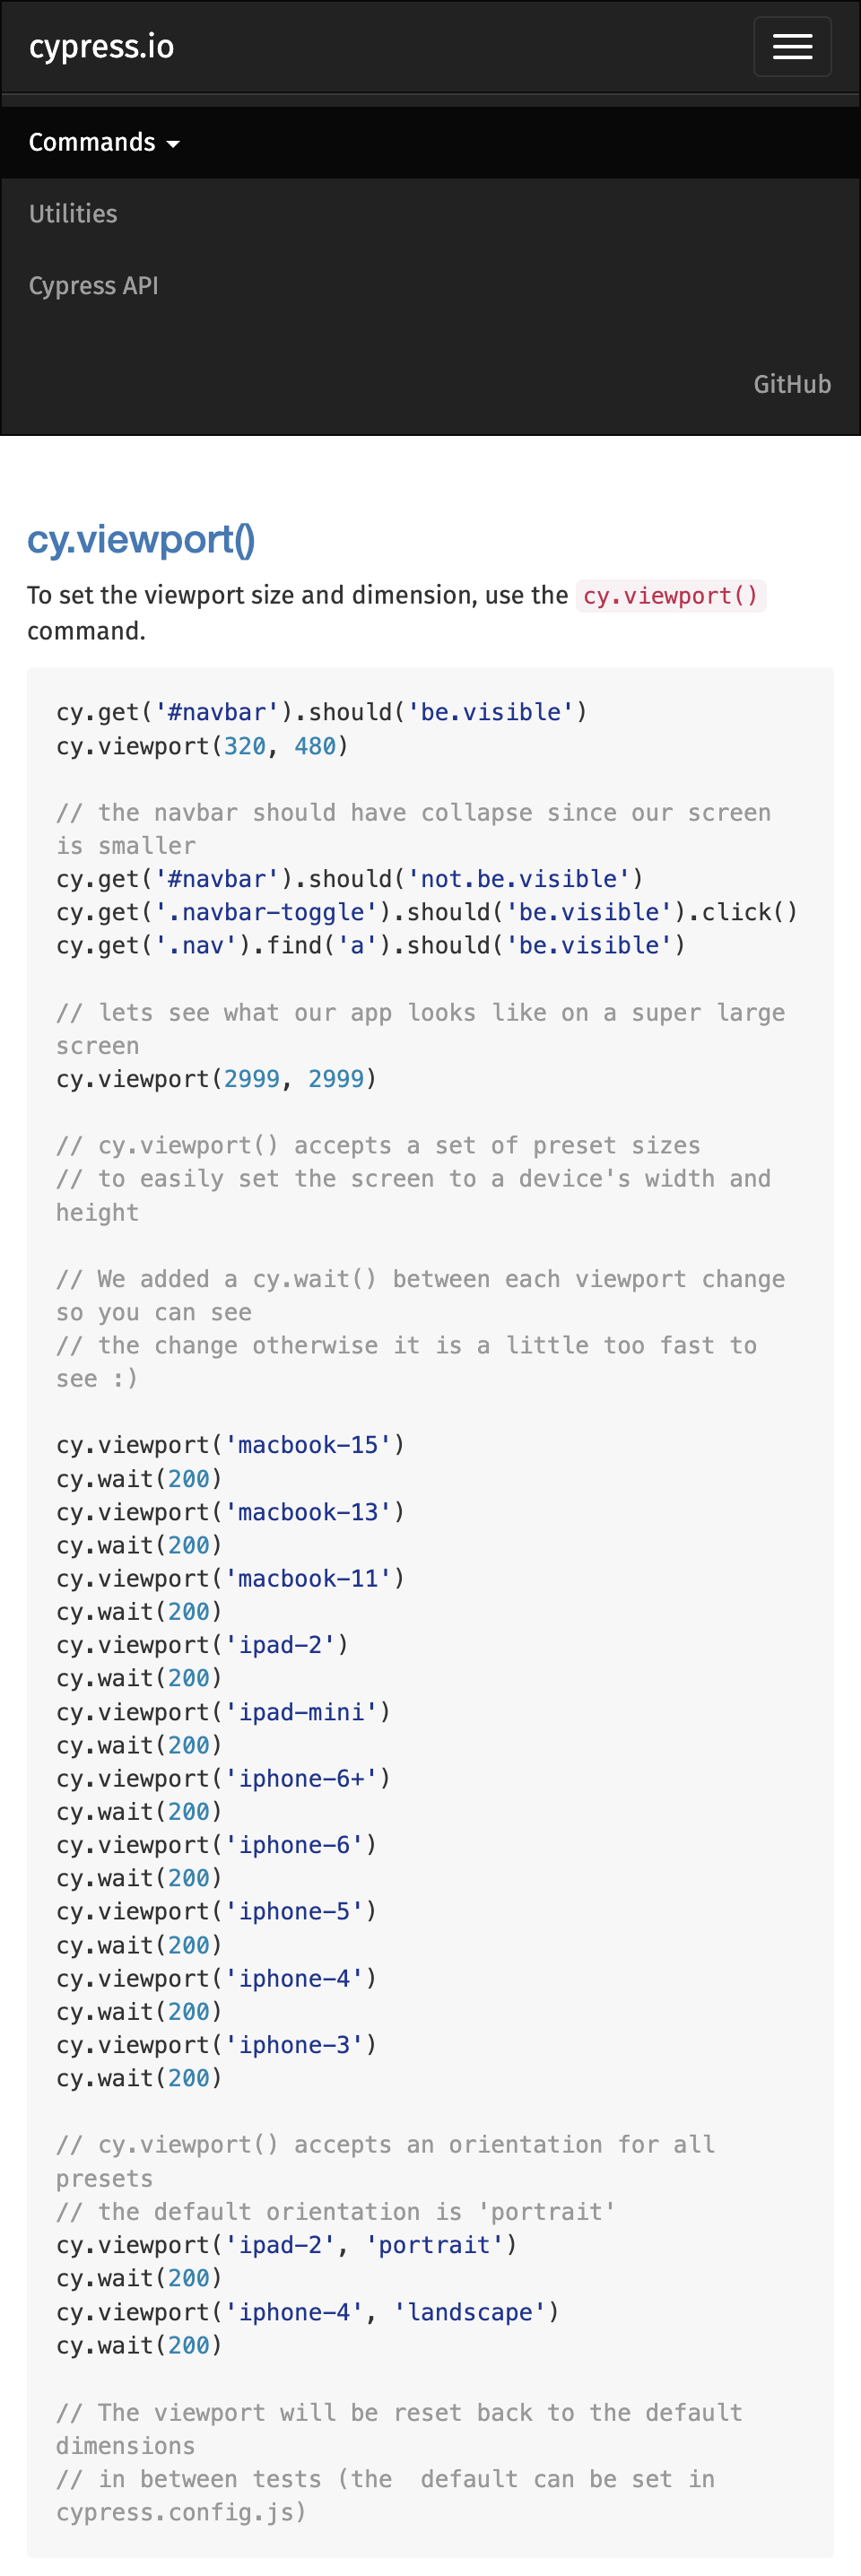 cypress.io
Commands
Utilities
Cypress API
GitHub
cy.viewport()
To set the viewport size and dimension, use the cy.viewport()
command.
cy.get('#navbar').should('be.visible')
cy.viewport(320, 480)
// the navbar should have collapse since our screen
is smaller
cy.get('#navbar').should('not.be.visible')
cy.get('.navbar-toggle').should('be.visible').click()
cy.get('.nav').find('a').should('be.visible')
// lets see what our app looks like on a super large
screen
cy.viewport(2999, 2999)
// cy.viewport() accepts a set of preset sizes
// to easily set the screen to a device's width and
height
// We added a cy.wait() between each viewport change
so you can see
// the change otherwise it is a little too fast to
see :)
cy.viewport('macbook-15')
cy.wait(200)
cy.viewport('macbook-13')
cy.wait(200)
cy.viewport('macbook-11')
cy.wait(200)
cy.viewport('ipad-2')
cy.wait(200)
cy.viewport('ipad-mini')
cy.wait(200)
cy.viewport('iphone-6+')
cy.wait(200)
cy.viewport('iphone-6')
cy.wait(200)
cy.viewport('iphone-5')
cy.wait(200)
cy.viewport('iphone-4')
cy.wait(200)
cy.viewport('iphone-3')
cy.wait(200)
// cy.viewport() accepts an orientation for all
presets
// the default orientation is 'portrait'
cy.viewport('ipad-2', 'portrait')
cy.wait(200)
cy.viewport('iphone-4', 'landscape')
cy.wait(200)
// The viewport will be reset back to the default
dimensions
// in between tests (the  default can be set in
cypress.config.js)